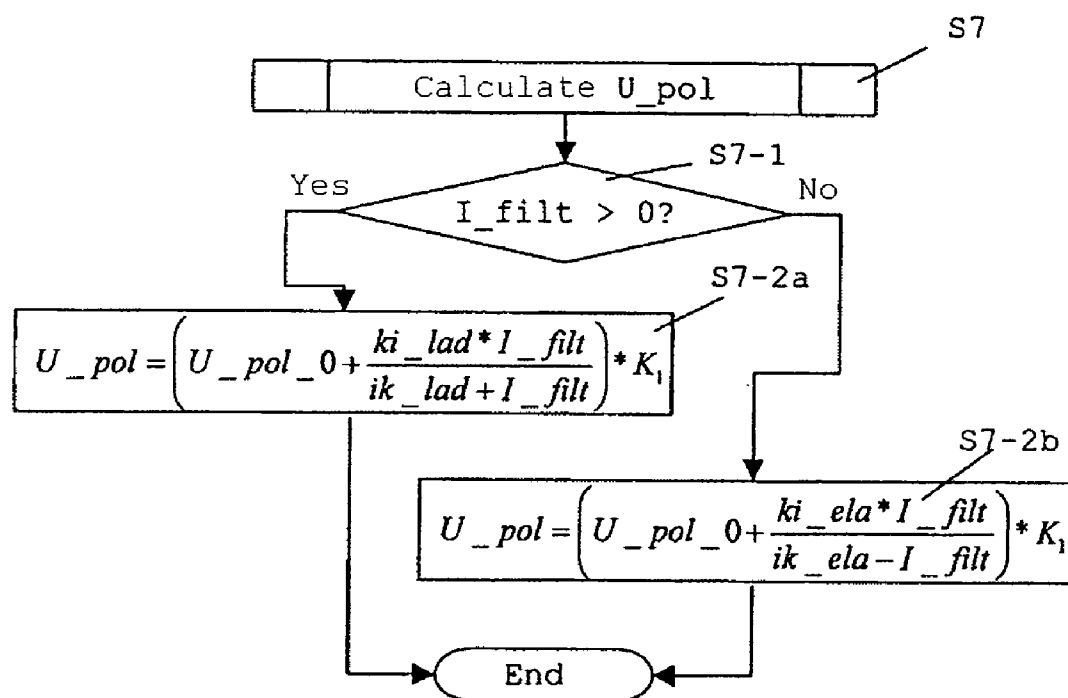 S7
Calculate U_pol
S7-1
Yes
No
I_filt > 0?
S7-2a
U_pol = (U_pol_0 + ki_lad * I_filt / ik_lad + I_filt) * K₁
S7-2b
U_pol = (U_pol_0 + ki_ela * I_filt / ik_ela - I_filt) * K₁
End